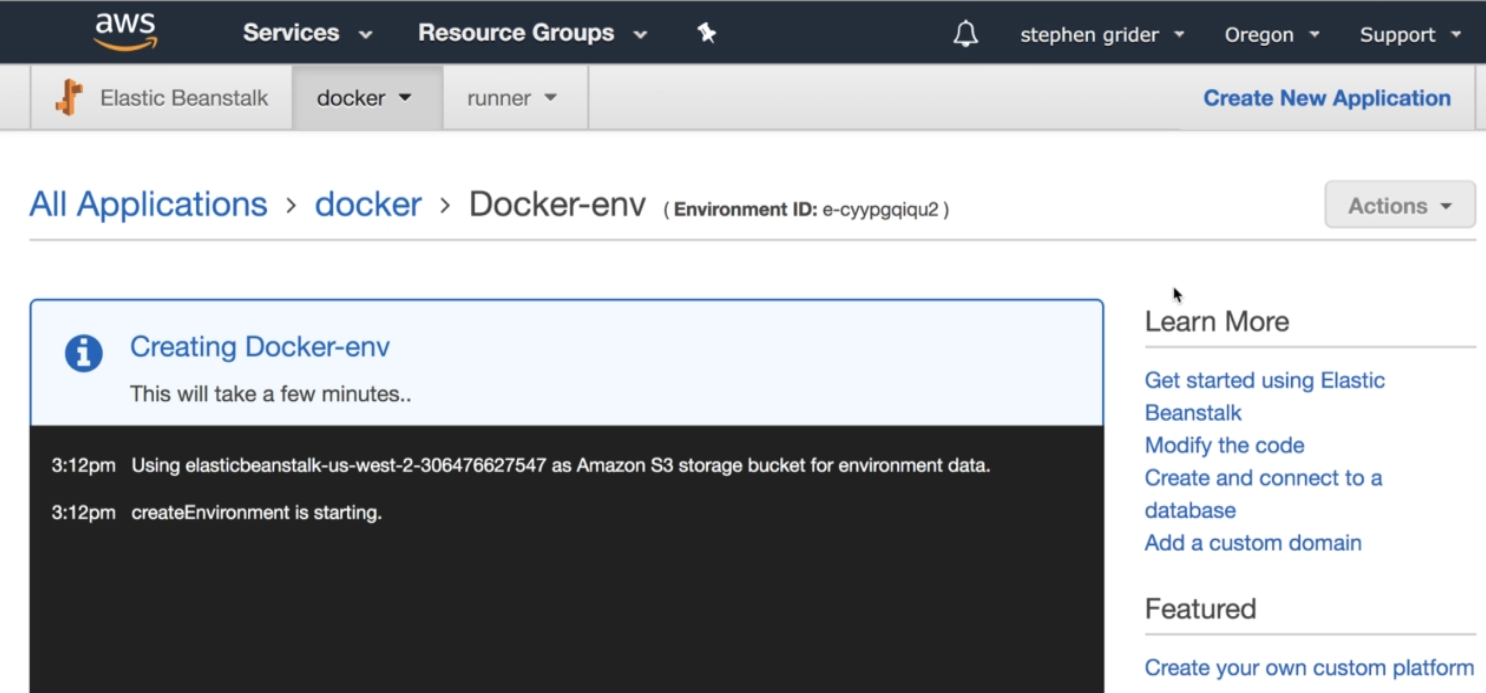 aws Services Resource Groups stephen grider Oregon Support
Elastic Beanstalk docker runner Create New Application
All Applications > docker > Docker-env ( Environment ID: e-cyypgqiqu2 ) Actions
Creating Docker-env
This will take a few minutes..
3:12pm Using elasticbeanstalk-us-west-2-306476627547 as Amazon S3 storage bucket for environment data.
3:12pm createEnvironment is starting.
Learn More
Get started using Elastic
Beanstalk
Modify the code
Create and connect to a
database
Add a custom domain
Featured
Create your own custom platform